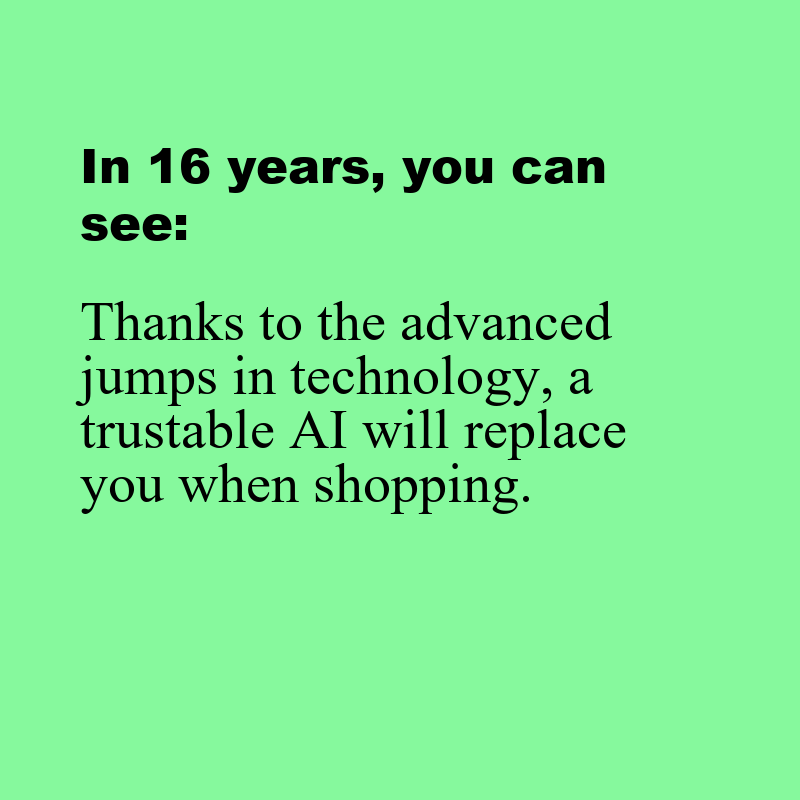 In 16 years, you can
see:
Thanks to the advanced
jumps in technology, a
trustable AI will replace
you when shopping.